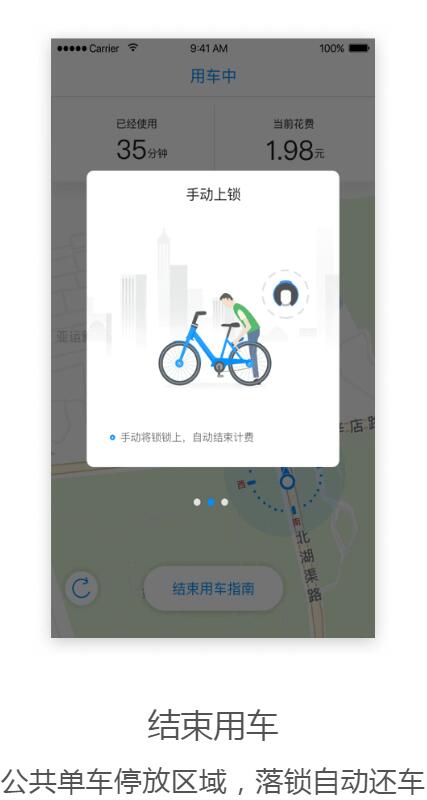 Carrier 9:41 AM 100%
用车中
已经使用 当前花费
35分钟 1.98元
手动上锁
亚运
手动将锁锁上，自动结束计费
辛店路
西
南
北湖渠路
结束用车指南
结束用车
公共单车停放区域，落锁自动还车